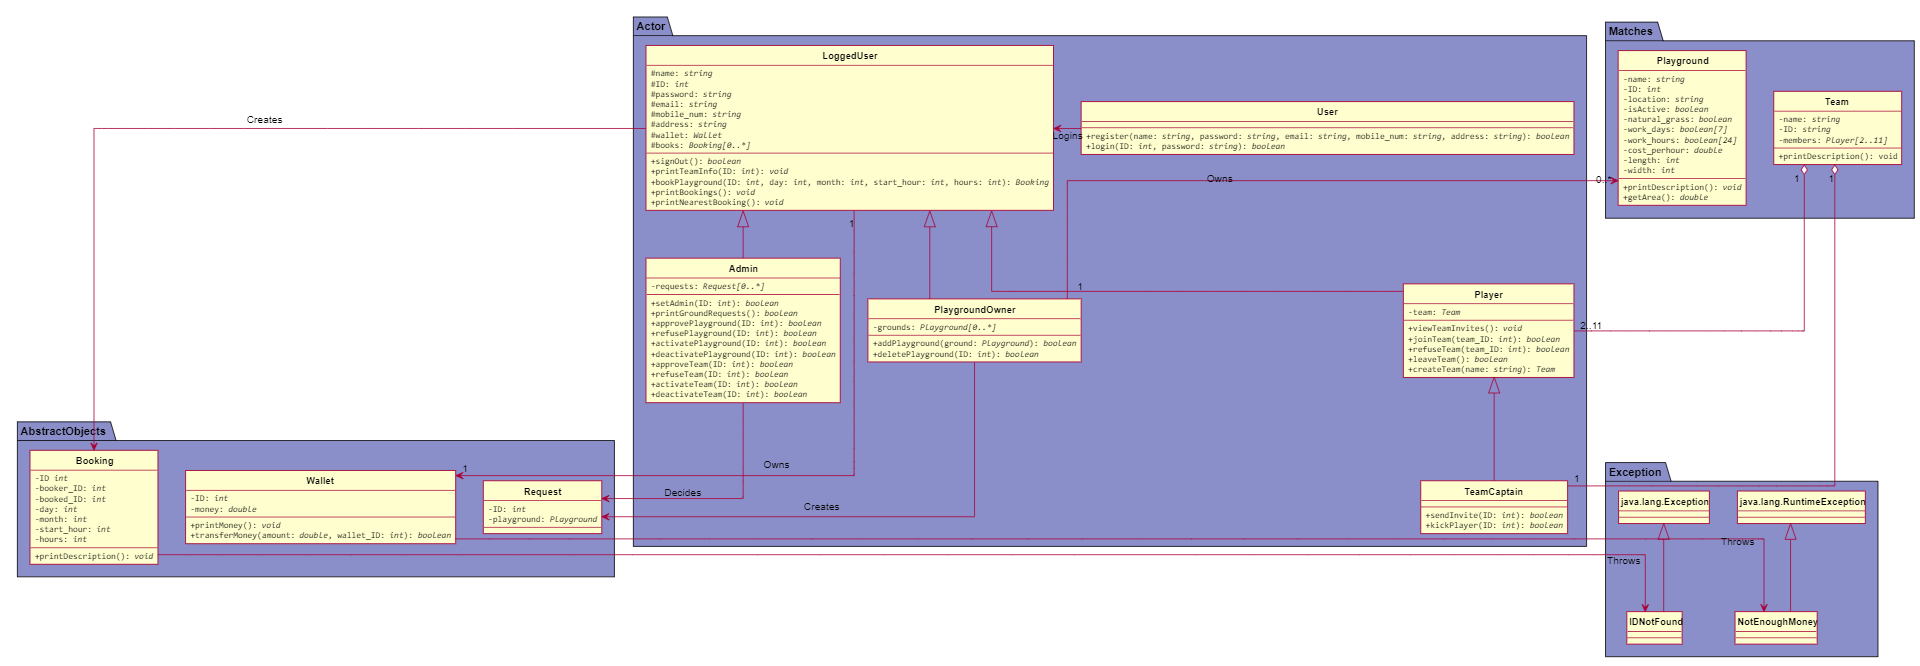 Actor
LoggedUser
#name: string
#ID: int
#password: string
#email: string
#mobile_num: string
#address: string
#wallet: Wallet
#books: Booking[0..*]
+signOut(): boolean
+printTeamInfo(ID: int): void
+bookPlayground(ID: int, day: int, month: int, start_hour: int, hours: int): Booking
+printBookings(): void
+printNearestBooking(): void
User
+register(name: string, password: string, email: string, mobile_num: string, address: string): boolean
+login(ID: int, password: string): boolean
Logins
Creates
Matches
Playground
-name: string
-ID: int
-location: string
-isActive: boolean
-natural_grass: boolean
-work_days: boolean[7]
-work_hours: boolean[24]
-cost_perhour: double
-length: int
-width: int
+printDescription(): void
+getArea(): double
Team
-name: string
-ID: string
-members: Player[2..11]
+printDescription(): void
1
1
Owns
1
Admin
-requests: Request[0..*]
+setAdmin(ID: int): boolean
+printGroundRequests(): boolean
+approvePlayground(ID: int): boolean
+refusePlayground(ID: int): boolean
+activatePlayground(ID: int): boolean
+deactivatePlayground(ID: int): boolean
+approveTeam(ID: int): boolean
+refuseTeam(ID: int): boolean
+activateTeam(ID: int): boolean
+deactivateTeam(ID: int): boolean
1
PlaygroundOwner
-grounds: Playground[0..*]
+addPlayground(ground: Playground): boolean
+deletePlayground(ID: int): boolean
Player
-team: Team
+viewTeamInvites(): void
+joinTeam(team_ID: int): boolean
+refuseTeam(team_ID: int): boolean
+leaveTeam(): boolean
+createTeam(name: string): Team
2..11
AbstractObjects
Booking
-ID int
-booker_ID: int
-booked_ID: int
-day: int
-month: int
-start_hour: int
-hours: int
+printDescription(): void
Wallet
-ID: int
-money: double
+printMoney(): void
+transferMoney(amount: double, wallet_ID: int): boolean
1
Owns
Request
-ID: int
-playground: Playground
Decides
Creates
TeamCaptain
+sendInvite(ID: int): boolean
+kickPlayer(ID: int): boolean
1
Exception
java.lang.Exception
java.lang.RuntimeException
Throws
Throws
IDNotFound
NotEnoughMoney